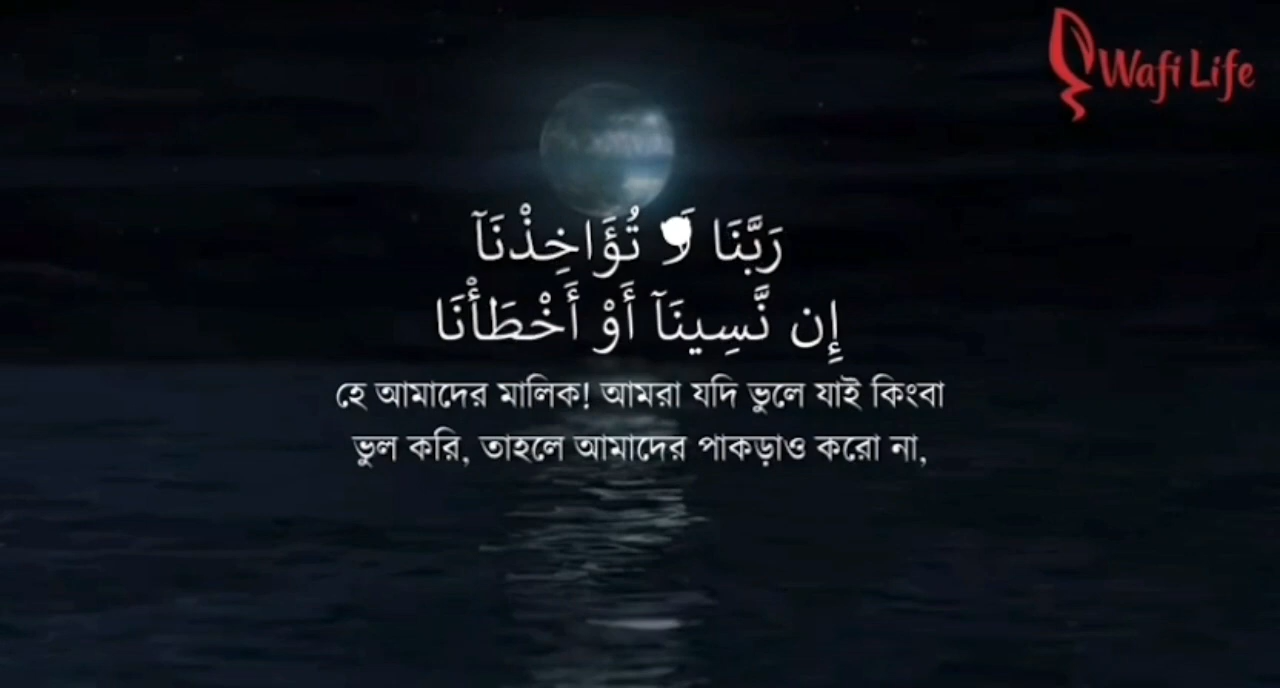 Wafi Life
رَبَّنَا لَا تُؤَاخِذْنَآ
إِن نَّسِينَآ أَوْ أَخْطَأْنَا
হে আমাদের মালিক! আমরা যদি ভুলে যাই কিংবা
ভুল করি, তাহলে আমাদের পাকড়াও করো না,